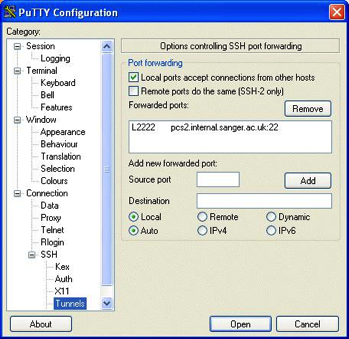 PuTTY Configuration
Category:
Session
Logging
Terminal
Keyboard
Bell
Features
Window
Appearance
Behaviour
Translation
Selection
Colours
Connection
Data
Proxy
Telnet
Rlogin
SSH
Kex
Auth
X11
Tunnels
Options controlling SSH port forwarding
Port forwarding
Local ports accept connections from other hosts
Remote ports do the same (SSH-2 only)
Forwarded ports:
Remove
L2222 pcs2.internal.sanger.ac.uk:22
Add new forwarded port:
Source port
Add
Destination
Local Remote Dynamic
Auto IPv4 IPv6
About
Open
Cancel